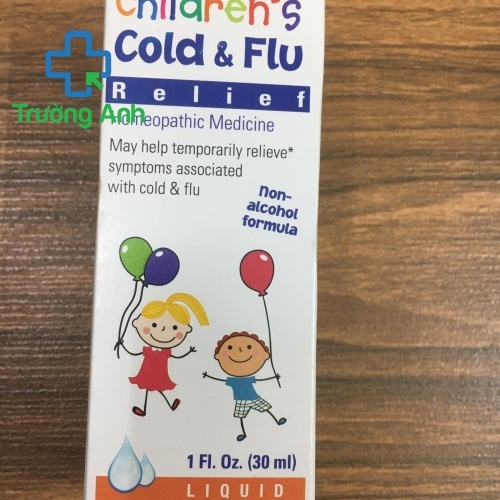 Children's
Cold & Flu
Relief
Trường Anh
Homeopathic Medicine
May help temporarily relieve*
symptoms associated
with cold & flu
Non-
alcohol
formula
1 Fl. Oz. (30 ml)
LIQUID